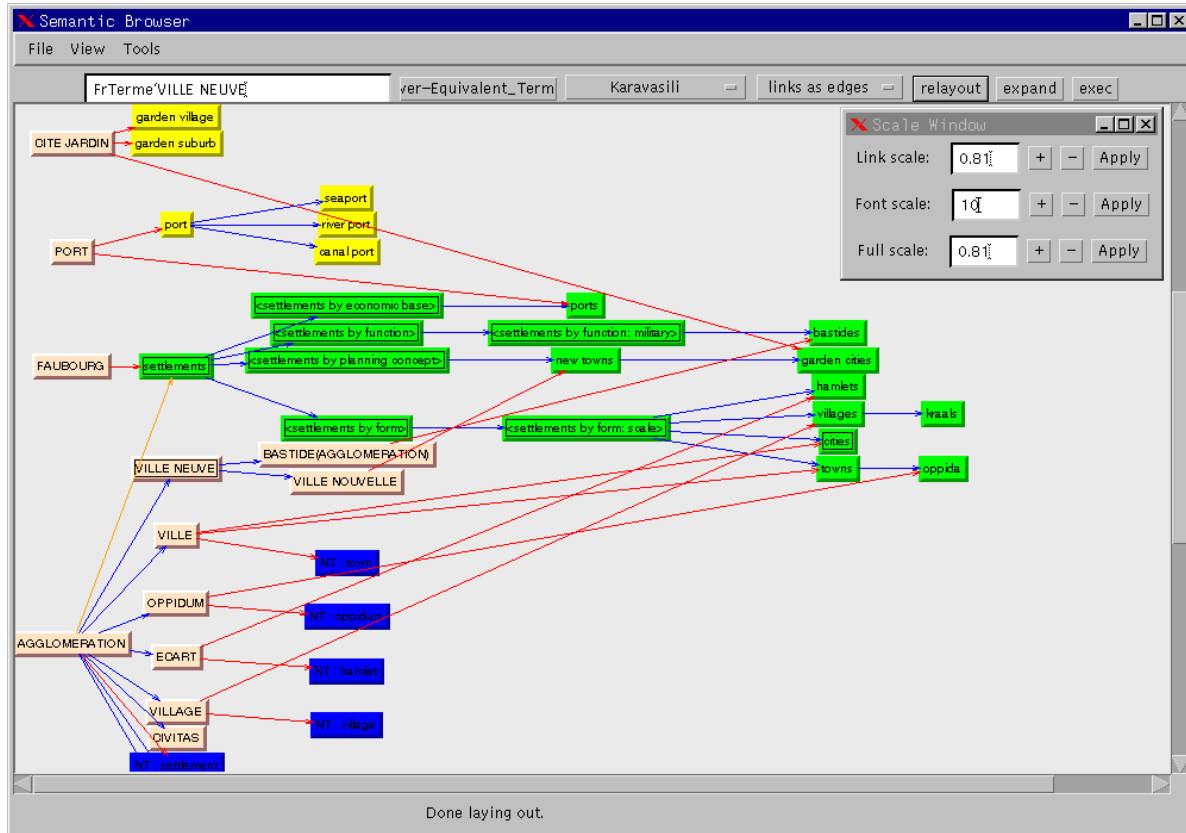 Semantic Browser
File View Tools
FrTerme'VILLE NEUVE
ver-Equivalent_Term
Karavasili
links as edges
relayout
expand
exec
Scale Window
Link scale: 0.81 + - Apply
Font scale: 10 + - Apply
Full scale: 0.81 + - Apply
garden village
CITE JARDIN
garden suburb
seaport
port
river port
PORT
canal port
<settlements by economic base>
ports
<settlements by function>
<settlements by function: military>
bastides
<settlements by planning concept>
new towns
garden cities
FAUBOURG
settlements
hamlets
villages
kraals
<settlements by form>
<settlements by form: scale>
cities
BASTIDE(AGGLOMERATION)
VILLE NEUVE
towns
oppida
VILLE NOUVELLE
VILLE
NT : town
OPPIDUM
NT : oppidum
AGGLOMERATION
ECART
NT : hamlet
VILLAGE
NT : village
CIVITAS
NT : settlement
Done laying out.